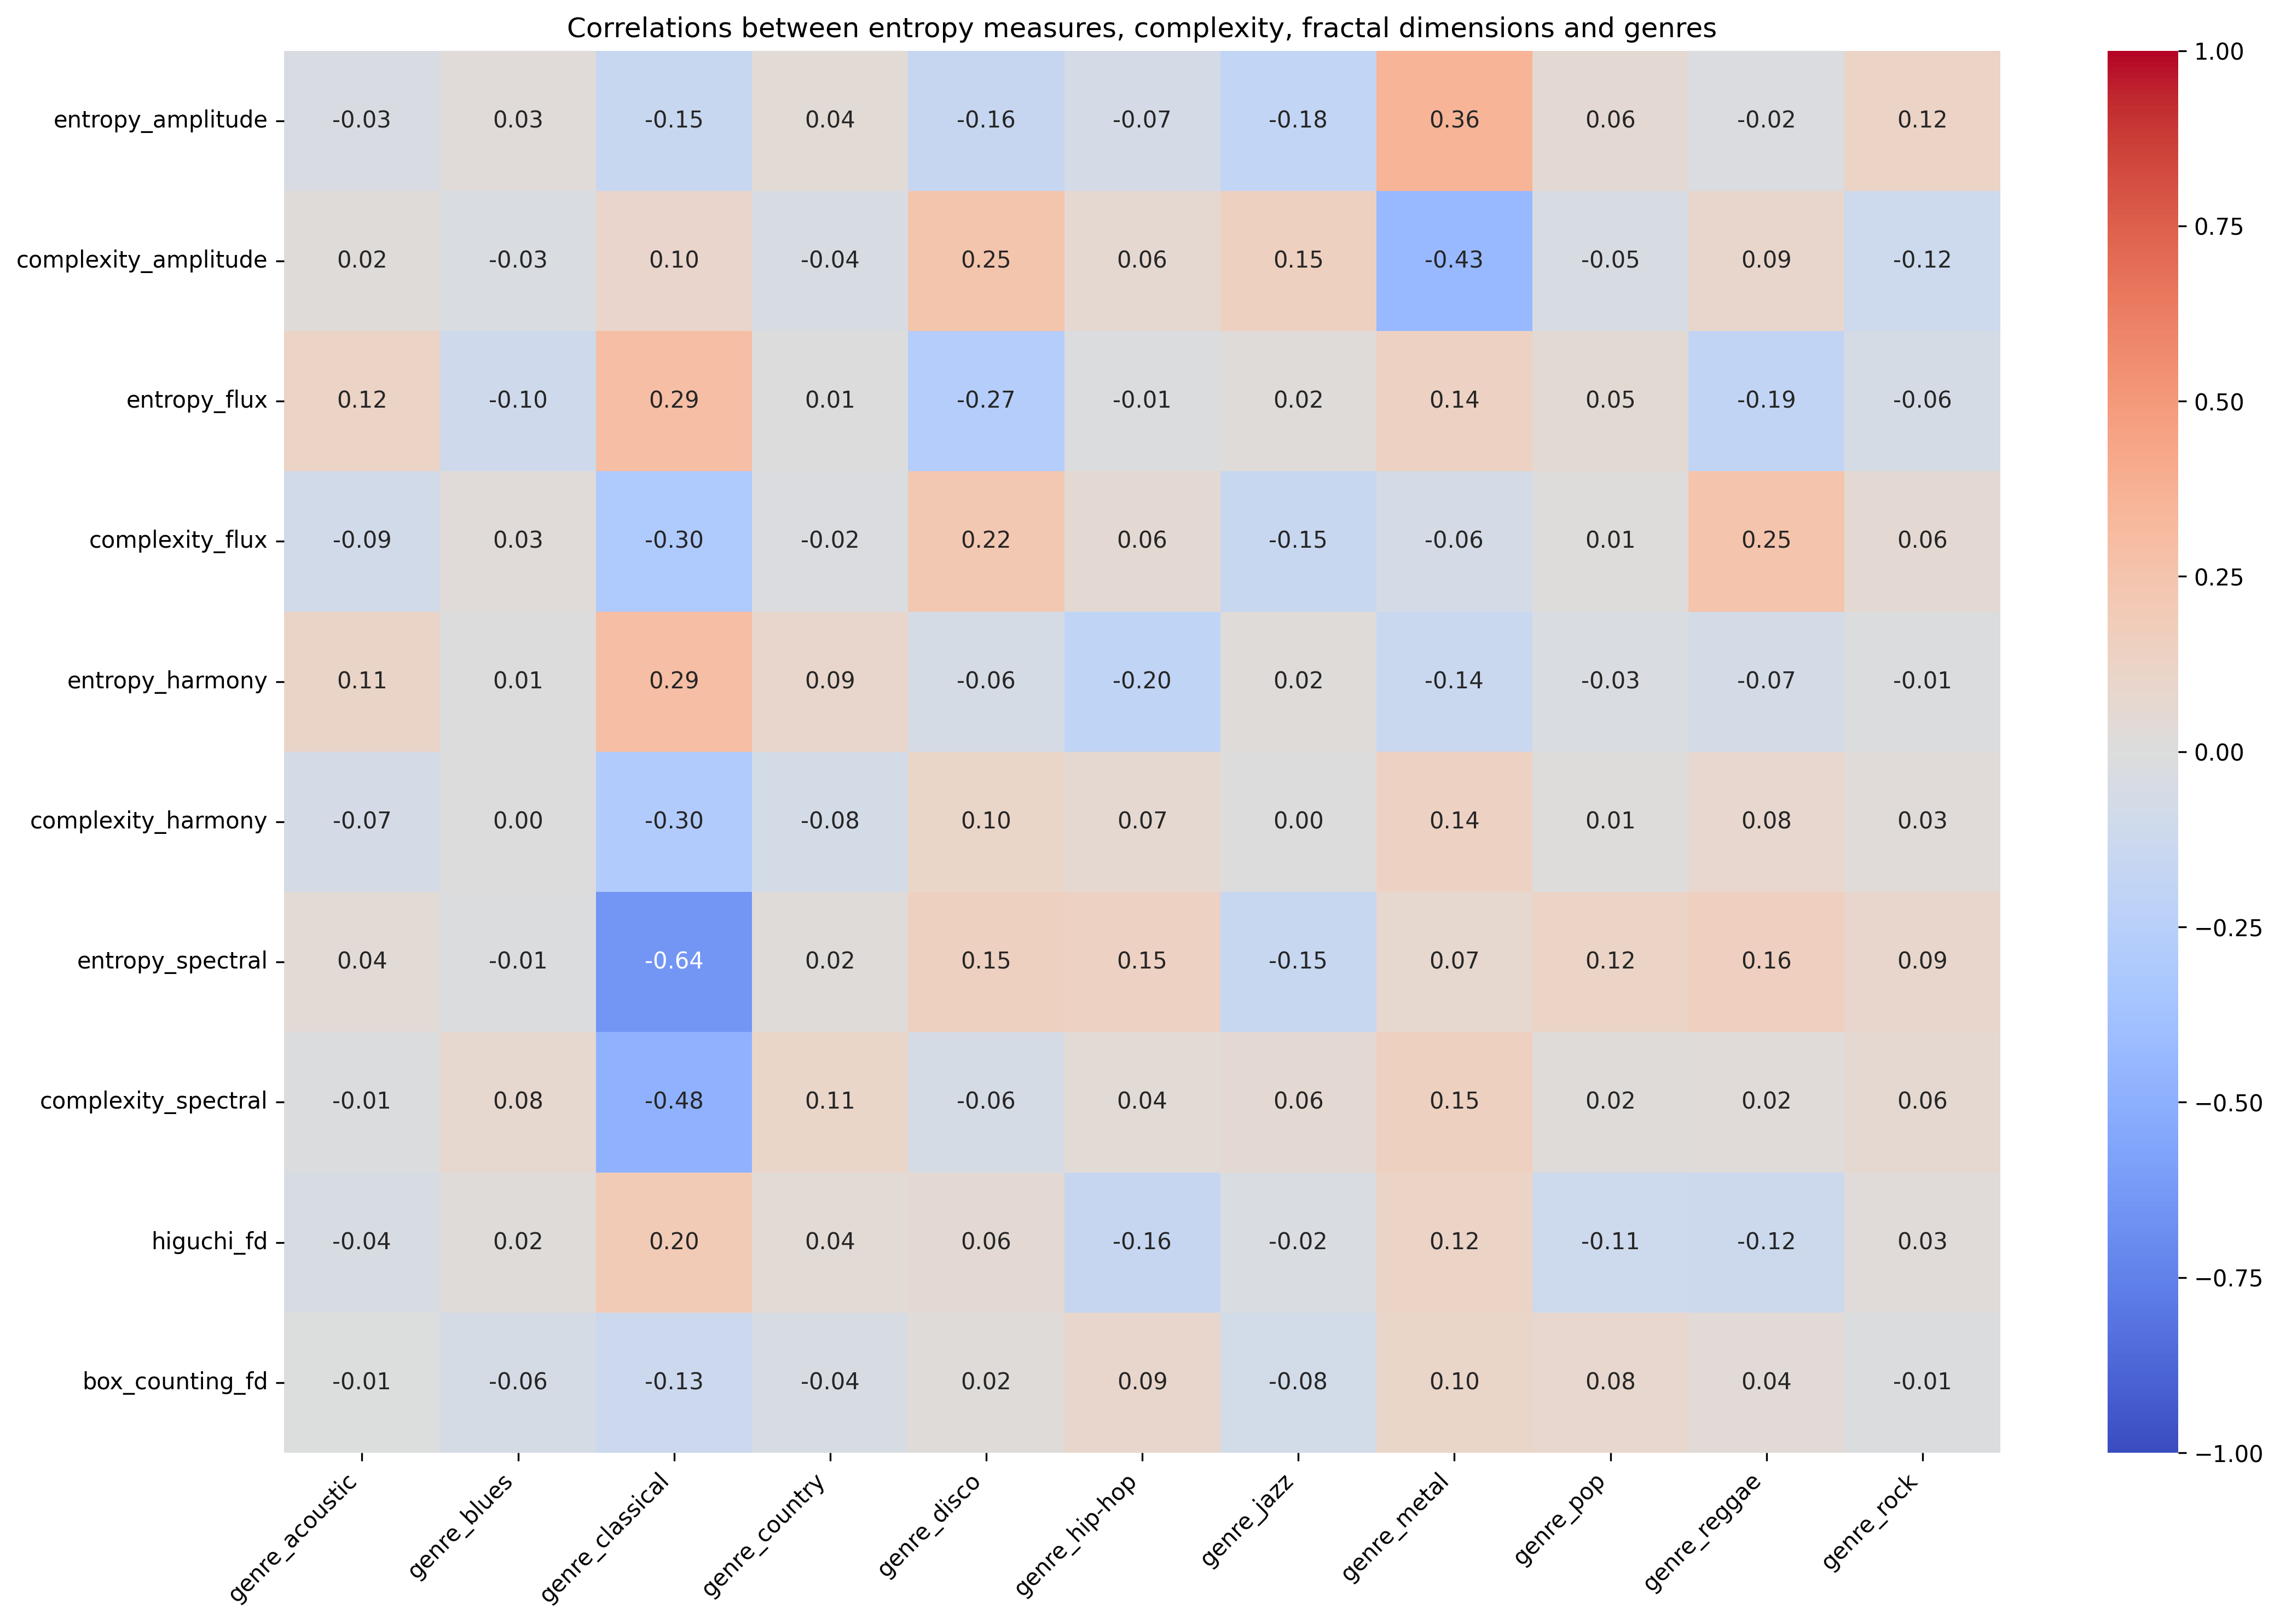 Correlations between entropy measures, complexity, fractal dimensions and genres
entropy_amplitude -0.03 0.03 -0.15 0.04 -0.16 -0.07 -0.18 0.36 0.06 -0.02 0.12
complexity_amplitude 0.02 -0.03 0.10 -0.04 0.25 0.06 0.15 -0.43 -0.05 0.09 -0.12
entropy_flux 0.12 -0.10 0.29 0.01 -0.27 -0.01 0.02 0.14 0.05 -0.19 -0.06
complexity_flux -0.09 0.03 -0.30 -0.02 0.22 0.06 -0.15 -0.06 0.01 0.25 0.06
entropy_harmony 0.11 0.01 0.29 0.09 -0.06 -0.20 0.02 -0.14 -0.03 -0.07 -0.01
complexity_harmony -0.07 0.00 -0.30 -0.08 0.10 0.07 0.00 0.14 0.01 0.08 0.03
entropy_spectral 0.04 -0.01 -0.64 0.02 0.15 0.15 -0.15 0.07 0.12 0.16 0.09
complexity_spectral -0.01 0.08 -0.48 0.11 -0.06 0.04 0.06 0.15 0.02 0.02 0.06
higuchi_fd -0.04 0.02 0.20 0.04 0.06 -0.16 -0.02 0.12 -0.11 -0.12 0.03
box_counting_fd -0.01 -0.06 -0.13 -0.04 0.02 0.09 -0.08 0.10 0.08 0.04 -0.01
genre_acoustic genre_blues genre_classical genre_country genre_disco genre_hip-hop genre_jazz genre_metal genre_pop genre_reggae genre_rock
1.00
0.75
0.50
0.25
0.00
−0.25
−0.50
−0.75
−1.00